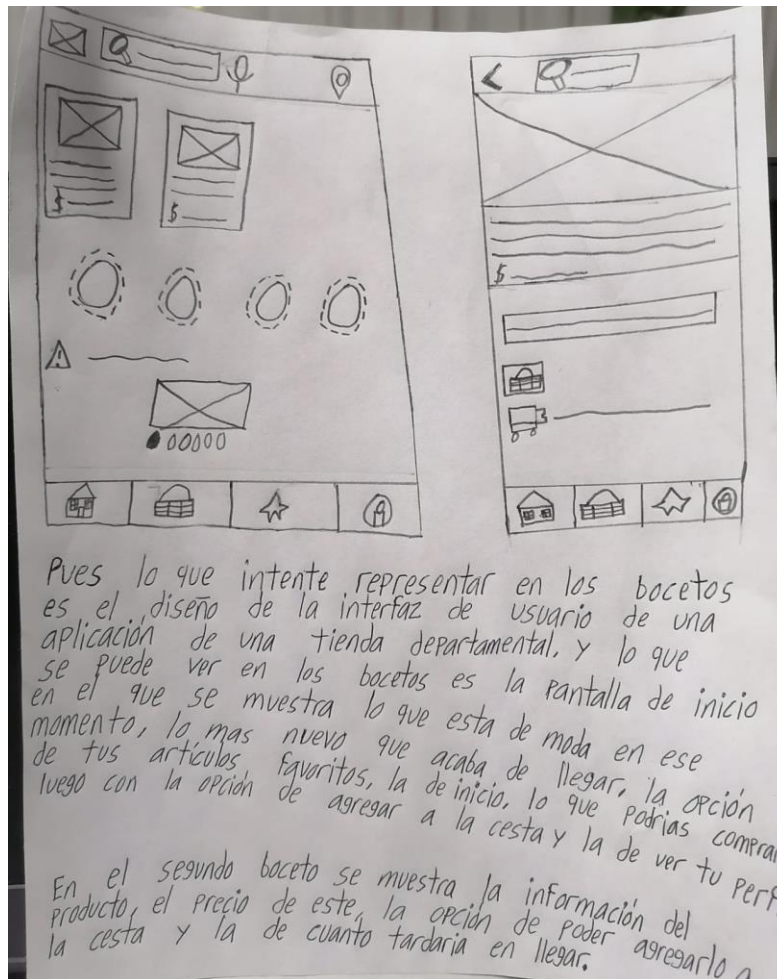 $
$
$
Pues lo que intente representar en los bocetos
es el diseño de la interfaz de usuario de una
aplicación de una tienda departamental, y lo que
se puede ver en los bocetos es la pantalla de inicio
en el que se muestra lo que esta de moda en ese
momento, lo mas nuevo que acaba de llegar, la opción
de tus artículos favoritos, la de inicio, lo que podrias comprar
luego con la opción de agregar a la cesta y la de ver tu perf
En el segundo boceto se muestra la información del
producto, el precio de este, la opción de poder agregarlo a
la cesta y la de cuanto tardaria en llegar.